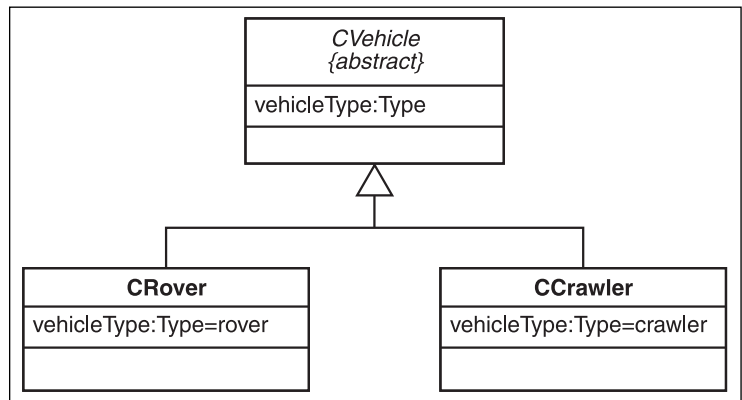 CVehicle
{abstract}
vehicleType:Type
CRover
vehicleType:Type=rover
CCrawler
vehicleType:Type=crawler